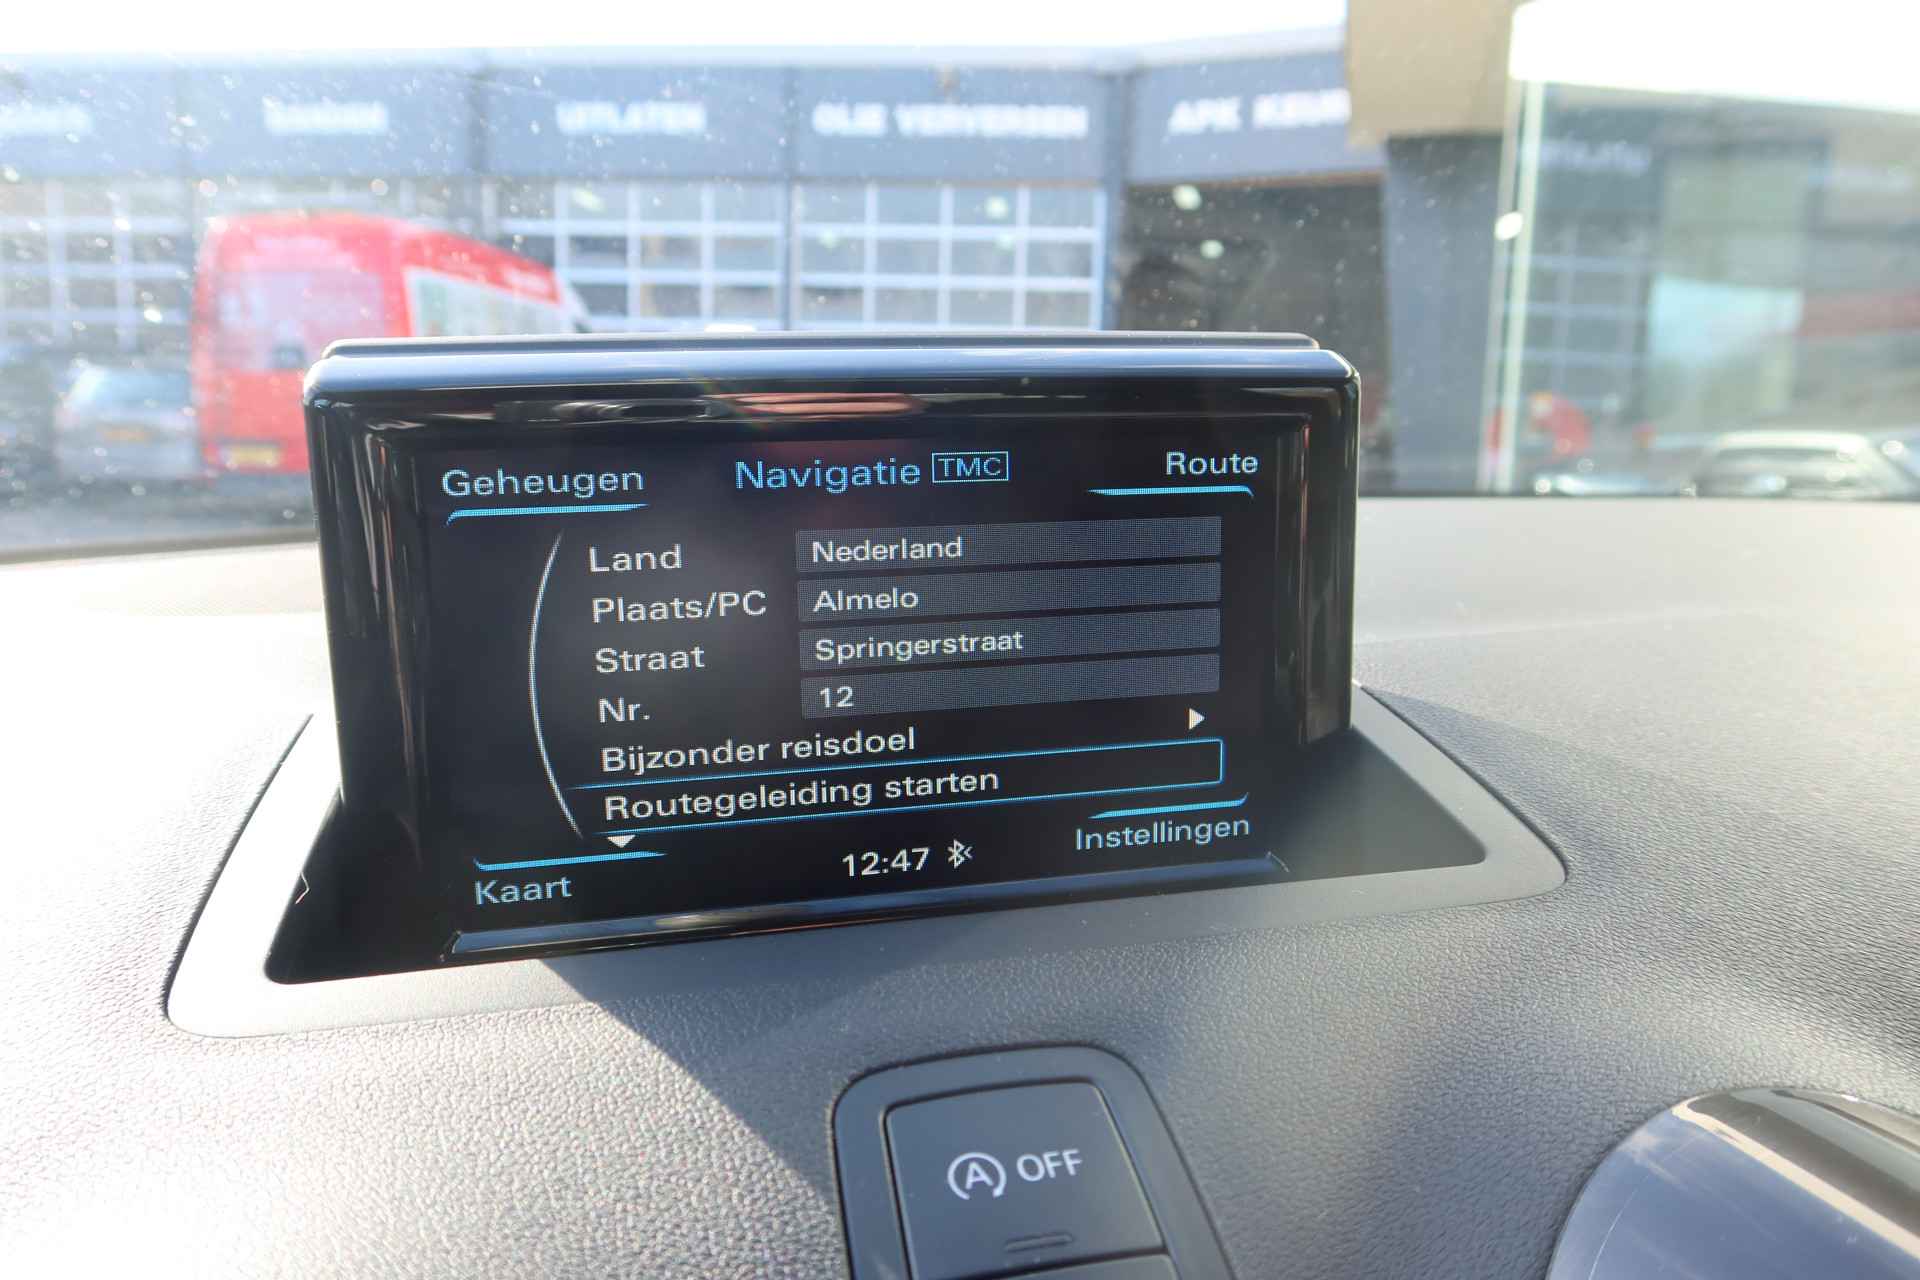 UITLATEN
OLIE VERVERSEN
APK KEUR
Geheugen
Navigatie TMC
Route
Land Nederland
Plaats/PC Almelo
Straat Springerstraat
Nr. 12
Bijzonder reisdoel
Routegeleiding starten
Kaart
12:47
Instellingen
A OFF